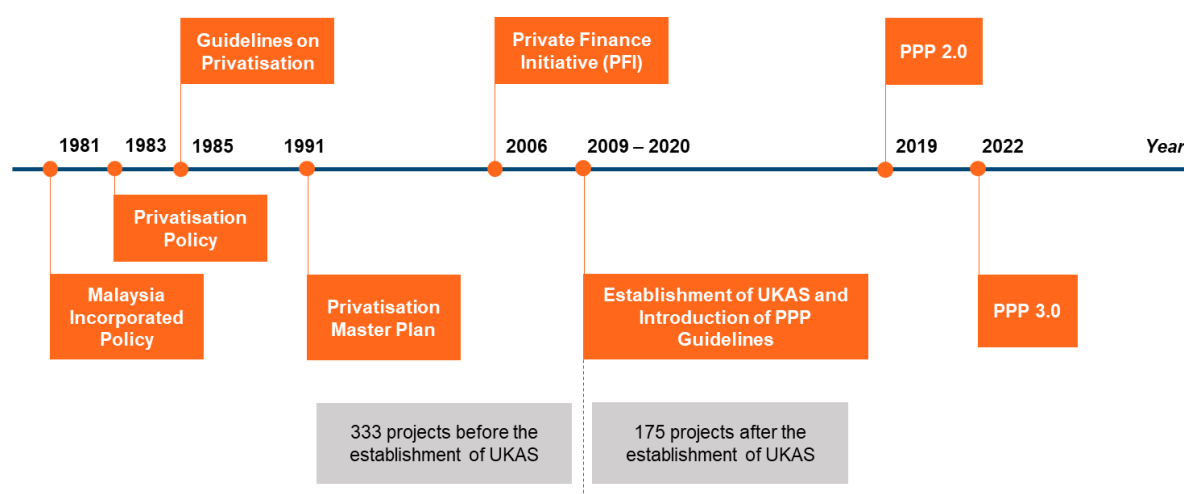 Guidelines on
Privatisation
Private Finance
Initiative (PFI)
PPP 2.0
1981
1983
1985
1991
2006
2009 – 2020
2019
2022
Year
Privatisation
Policy
Malaysia
Incorporated
Policy
Privatisation
Master Plan
Establishment of UKAS and
Introduction of PPP
Guidelines
PPP 3.0
333 projects before the
establishment of UKAS
175 projects after the
establishment of UKAS